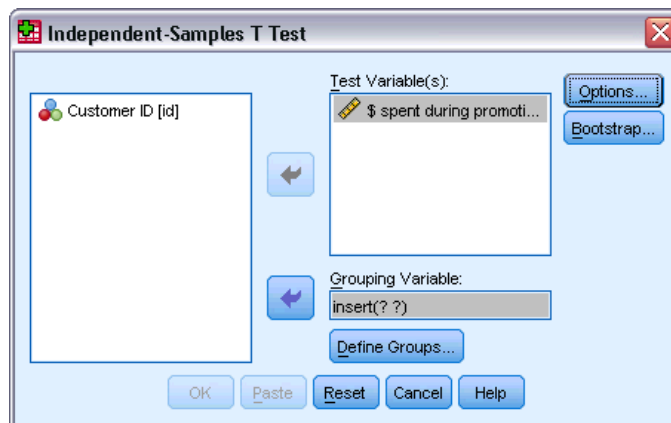 Independent-Samples T Test
Customer ID [id]
Test Variable(s):
$ spent during promoti...
Options...
Bootstrap...
Grouping Variable:
insert(? ?)
Define Groups...
OK
Paste
Reset
Cancel
Help